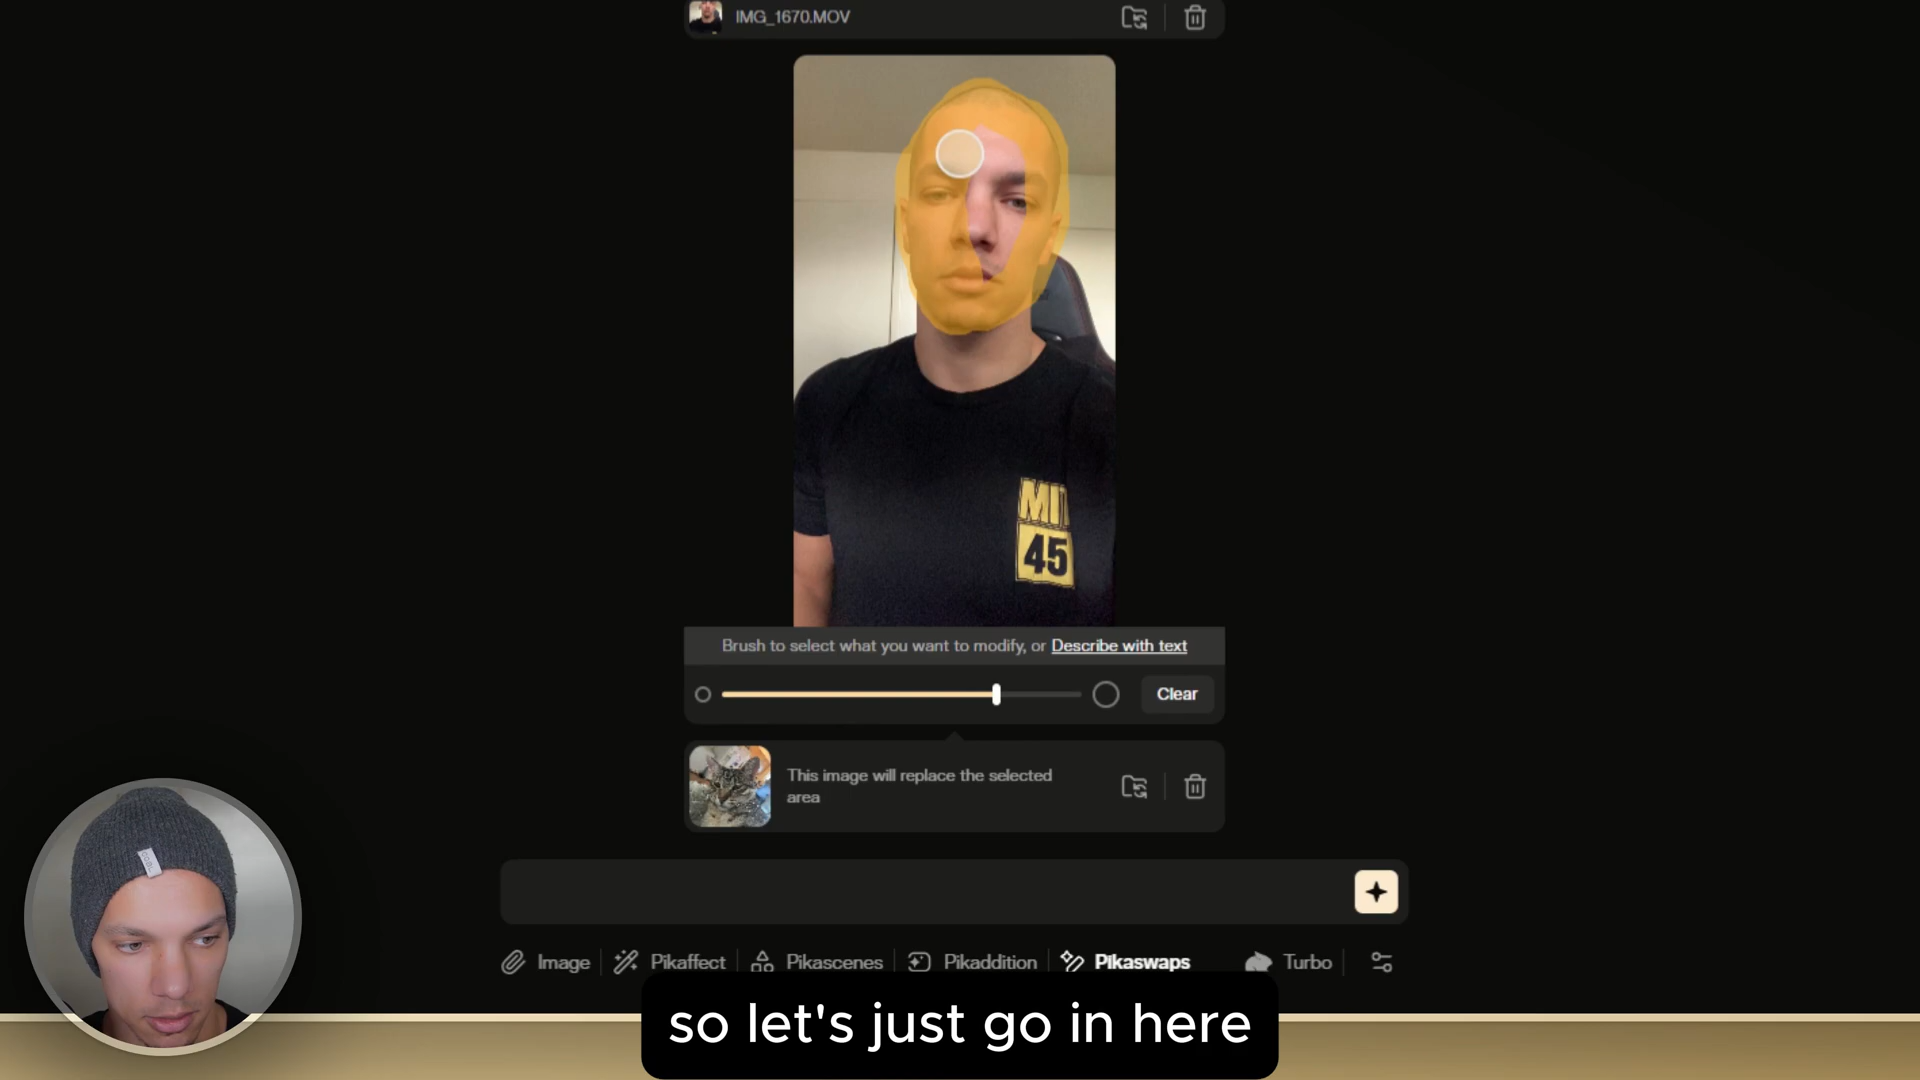 IMG_1670.MOV
MIT
45
Brush to select what you want to modify, or Describe with text
Clear
This image will replace the selected
area
Image
Pikaffect
Pikascenes
Pikaddition
Pikaswaps
Turbo
so let's just go in here